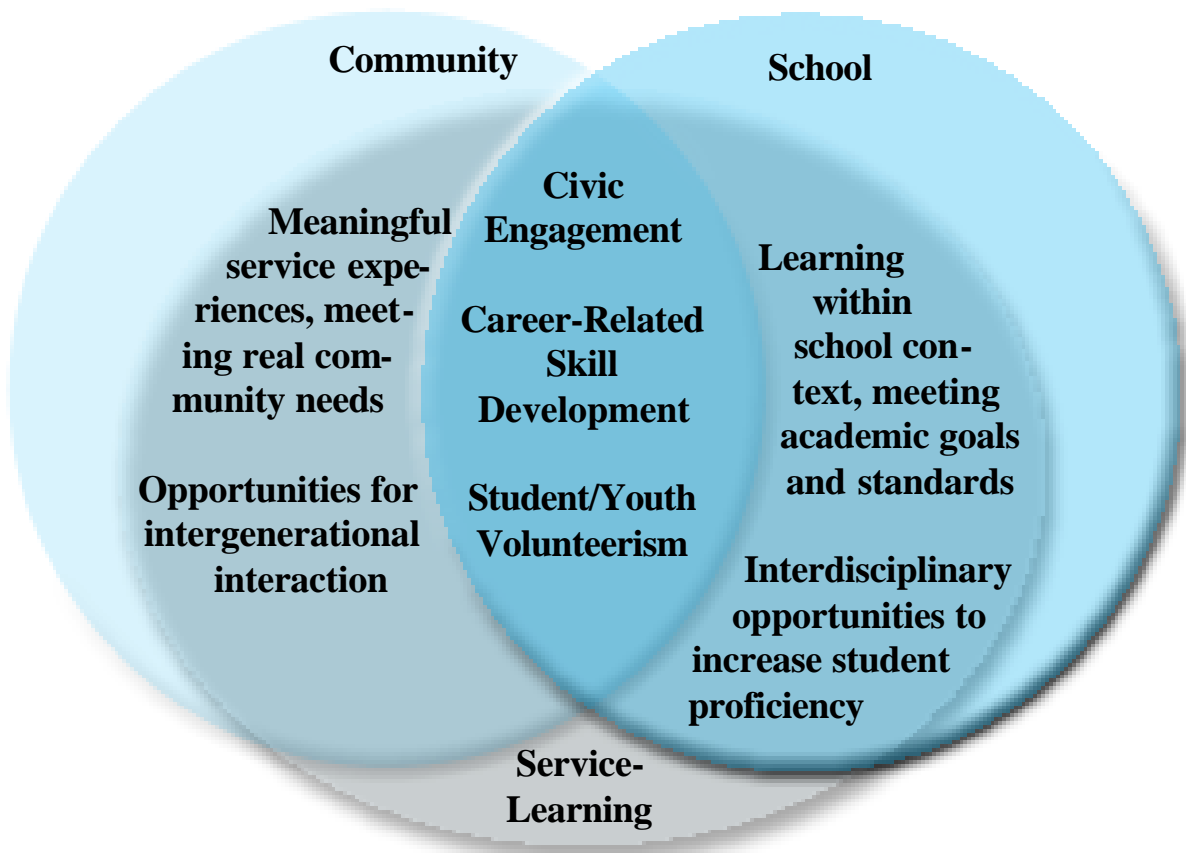 Community
School
Meaningful
service expe-
riences, meet-
ing real com-
munity needs
Opportunities for
intergenerational
interaction
Civic
Engagement
Career-Related
Skill
Development
Student/Youth
Volunteerism
Learning
within
school con-
text, meeting
academic goals
and standards
Interdisciplinary
opportunities to
increase student
proficiency
Service-
Learning